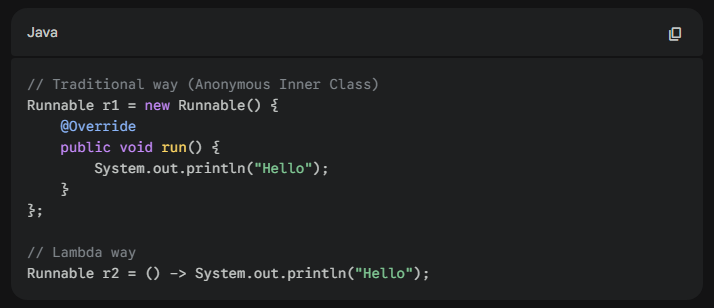 Java
// Traditional way (Anonymous Inner Class)
Runnable r1 = new Runnable() {
    @Override
    public void run() {
        System.out.println("Hello");
    }
};

// Lambda way
Runnable r2 = () -> System.out.println("Hello");